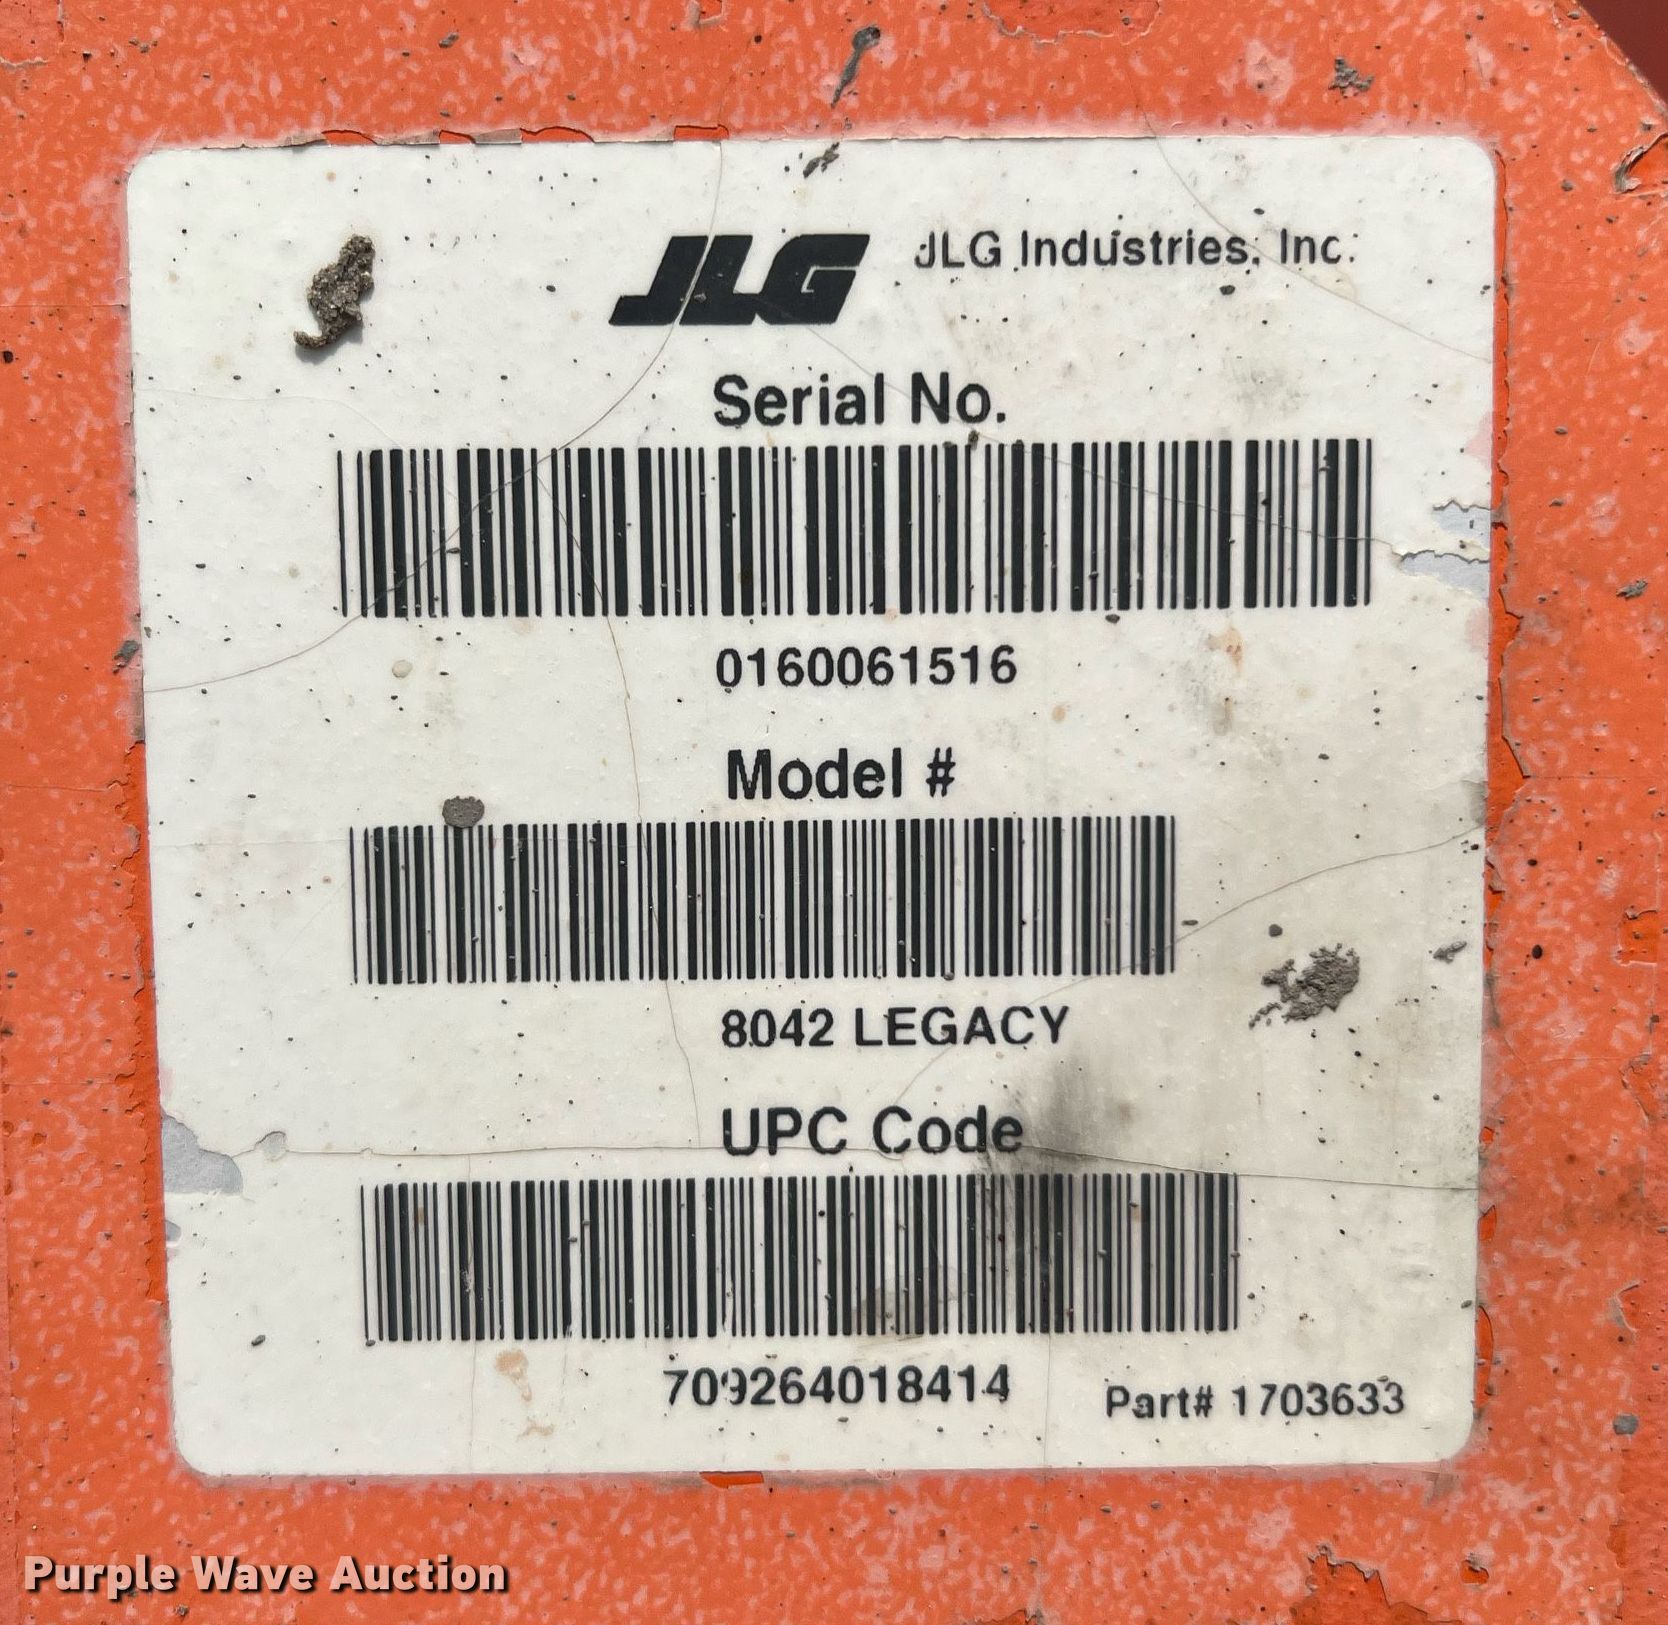 JLG JLG Industries, Inc.
Serial No.
0160061516
Model #
8042 LEGACY
UPC Code
709264018414
Part# 1703633
Purple Wave Auction